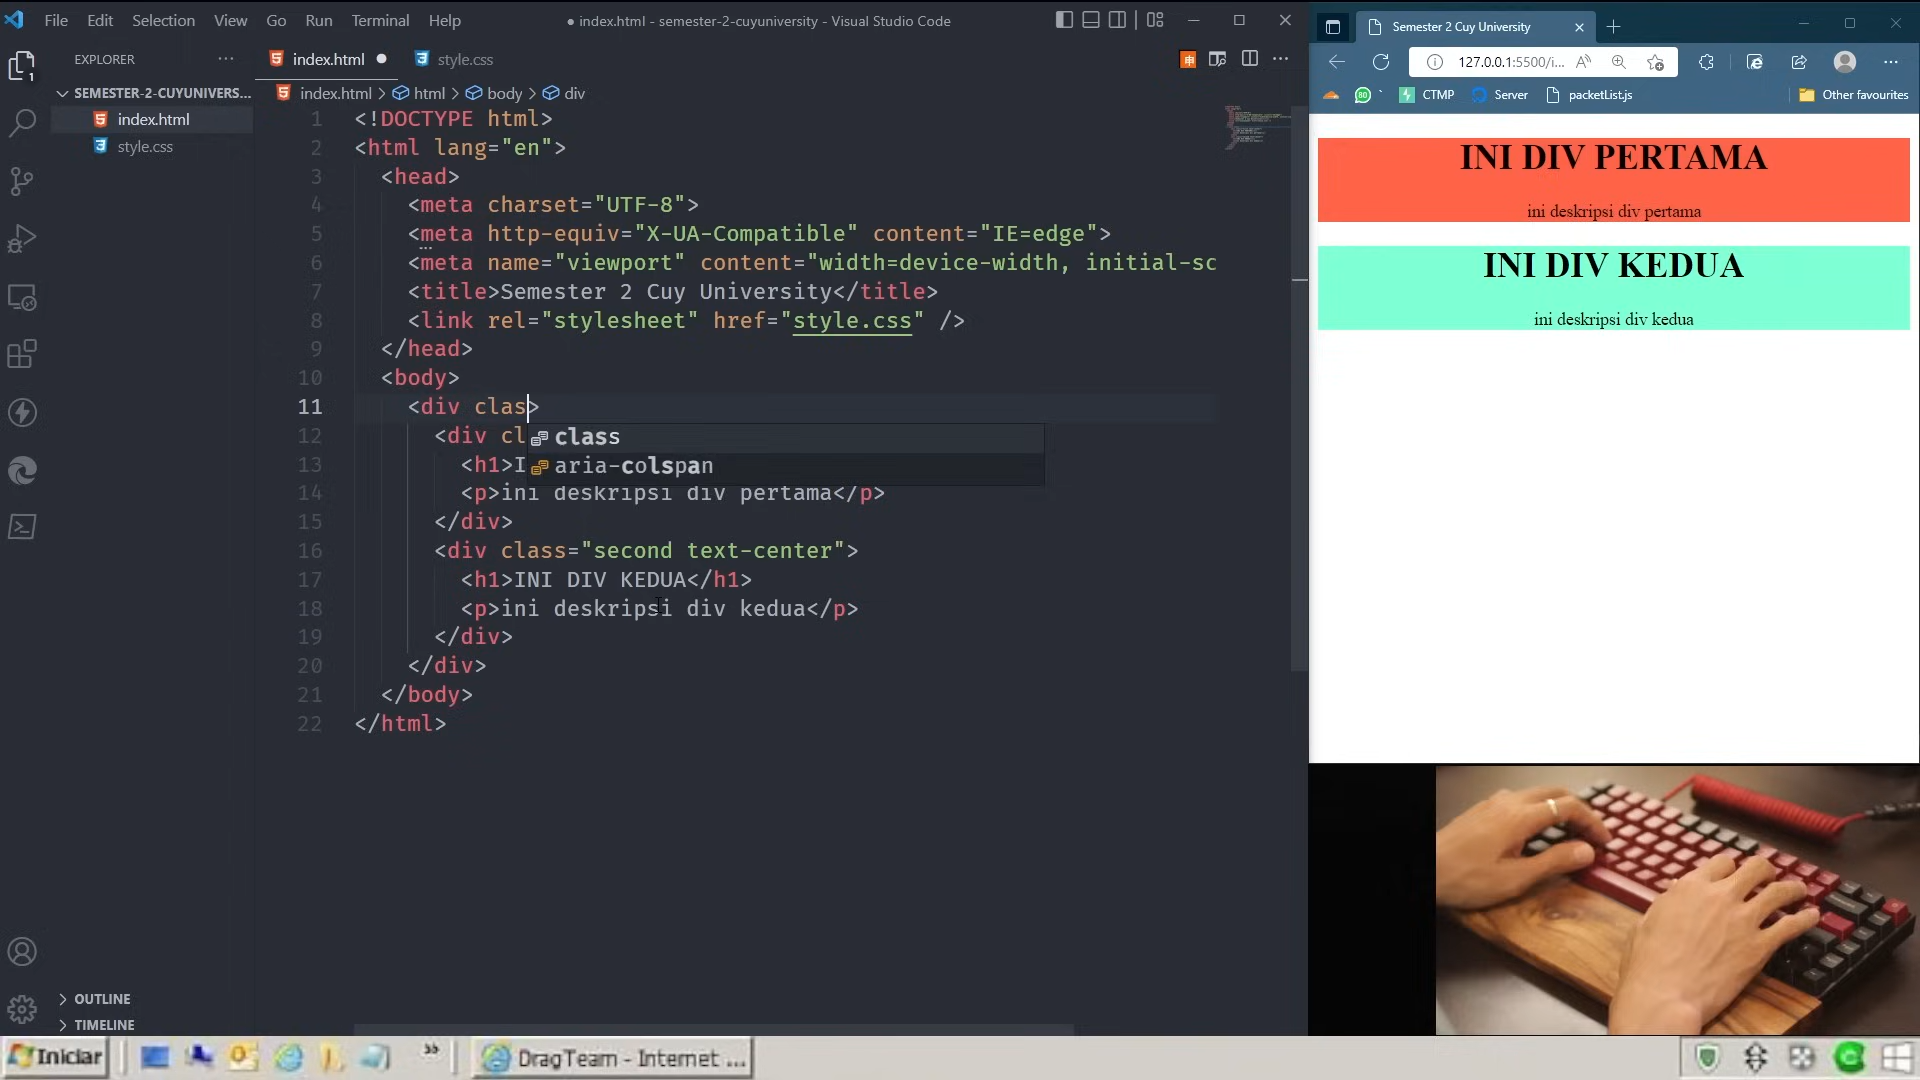 File Edit Selection View Go Run Terminal Help
● index.html - semester-2-cuyuniversity - Visual Studio Code
EXPLORER
SEMESTER-2-CUYUNIVERS...
index.html
style.css
OUTLINE
TIMELINE
index.html ● style.css
index.html > html > body > div
1 <!DOCTYPE html>
2 <html lang="en">
3 <head>
4 <meta charset="UTF-8">
5 <meta http-equiv="X-UA-Compatible" content="IE=edge">
6 <meta name="viewport" content="width=device-width, initial-sc
7 <title>Semester 2 Cuy University</title>
8 <link rel="stylesheet" href="style.css" />
9 </head>
10 <body>
11 <div clas>
12 <div cl
class
13 <h1>I
aria-colspan
14 <p>ini deskripsi div pertama</p>
15 </div>
16 <div class="second text-center">
17 <h1>INI DIV KEDUA</h1>
18 <p>ini deskripsi div kedua</p>
19 </div>
20 </div>
21 </body>
22 </html>
Semester 2 Cuy University
127.0.0.1:5500/i...
80 CTMP Server packetList.js Other favourites
INI DIV PERTAMA
ini deskripsi div pertama
INI DIV KEDUA
ini deskripsi div kedua
Iniciar
DragTeam - Internet ...